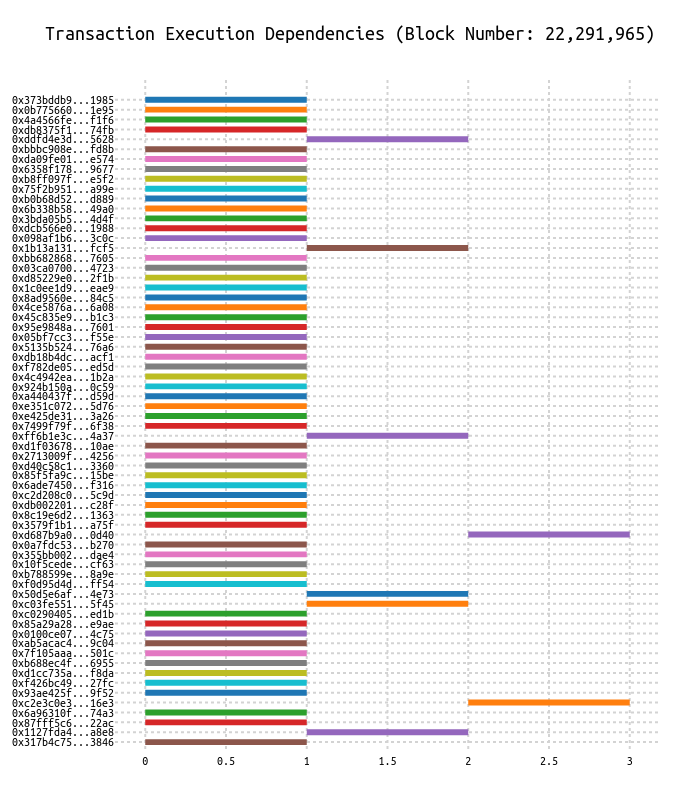 Transaction Execution Dependencies (Block Number: 22,291,965)
0x373bddb9...1985
0x0b775660...1e95
0x4a4566fe...f1f6
0xdb8375f1...74fb
0xddfd4e3d...5628
0xbbbc908e...fd8b
0xda09fe01...e574
0x6358f178...9677
0xb8ff097f...e5f2
0x75f2b951...a99e
0xb0b68d52...d889
0x6b338b58...49a0
0x3bda05b5...4d4f
0xdcb566e0...1988
0x098af1b6...3c0c
0x1b13a131...fcf5
0xbb682868...7605
0x03ca0700...4723
0xd85229e0...2f1b
0x1c0ee1d9...eae9
0x8ad9560e...84c5
0x4ce5876a...6a08
0x45c835e9...b1c3
0x95e9848a...7601
0x05bf7cc3...f55e
0x5135b524...76a6
0xdb18b4dc...acf1
0xf782de05...ed5d
0x4c4942ea...1b2a
0x924b150a...0c59
0xa440437f...d59d
0xe351c072...5d76
0xe425de31...3a26
0x7499f79f...6f38
0xff6b1e3c...4a37
0xd1f03678...10ae
0x2713009f...4256
0xd40c58c1...3360
0x85f5fa9c...15be
0x6ade7450...f316
0xc2d208c0...5c9d
0xdb002201...c28f
0x8c19e6d2...1363
0x3579f1b1...a75f
0xd687b9a0...0d40
0x0a7fdc53...b270
0x355bb002...dae4
0x10f5cede...cf63
0xb788599e...8a9e
0xf0d95d4d...ff54
0x50d5e6af...4e73
0xc03fe551...5f45
0xc0290405...ed1b
0x85a29a28...e9ae
0x0100ce07...4c75
0xab5acac4...9c04
0x7f105aaa...501c
0xb688ec4f...6955
0xd1cc735a...f8da
0xf426bc49...27fc
0x93ae425f...9f52
0xc2e3c0e3...16e3
0x6a96310f...74a3
0x87fff5c6...22ac
0x1127fda4...a8e8
0x317b4c75...3846
0 0.5 1 1.5 2 2.5 3